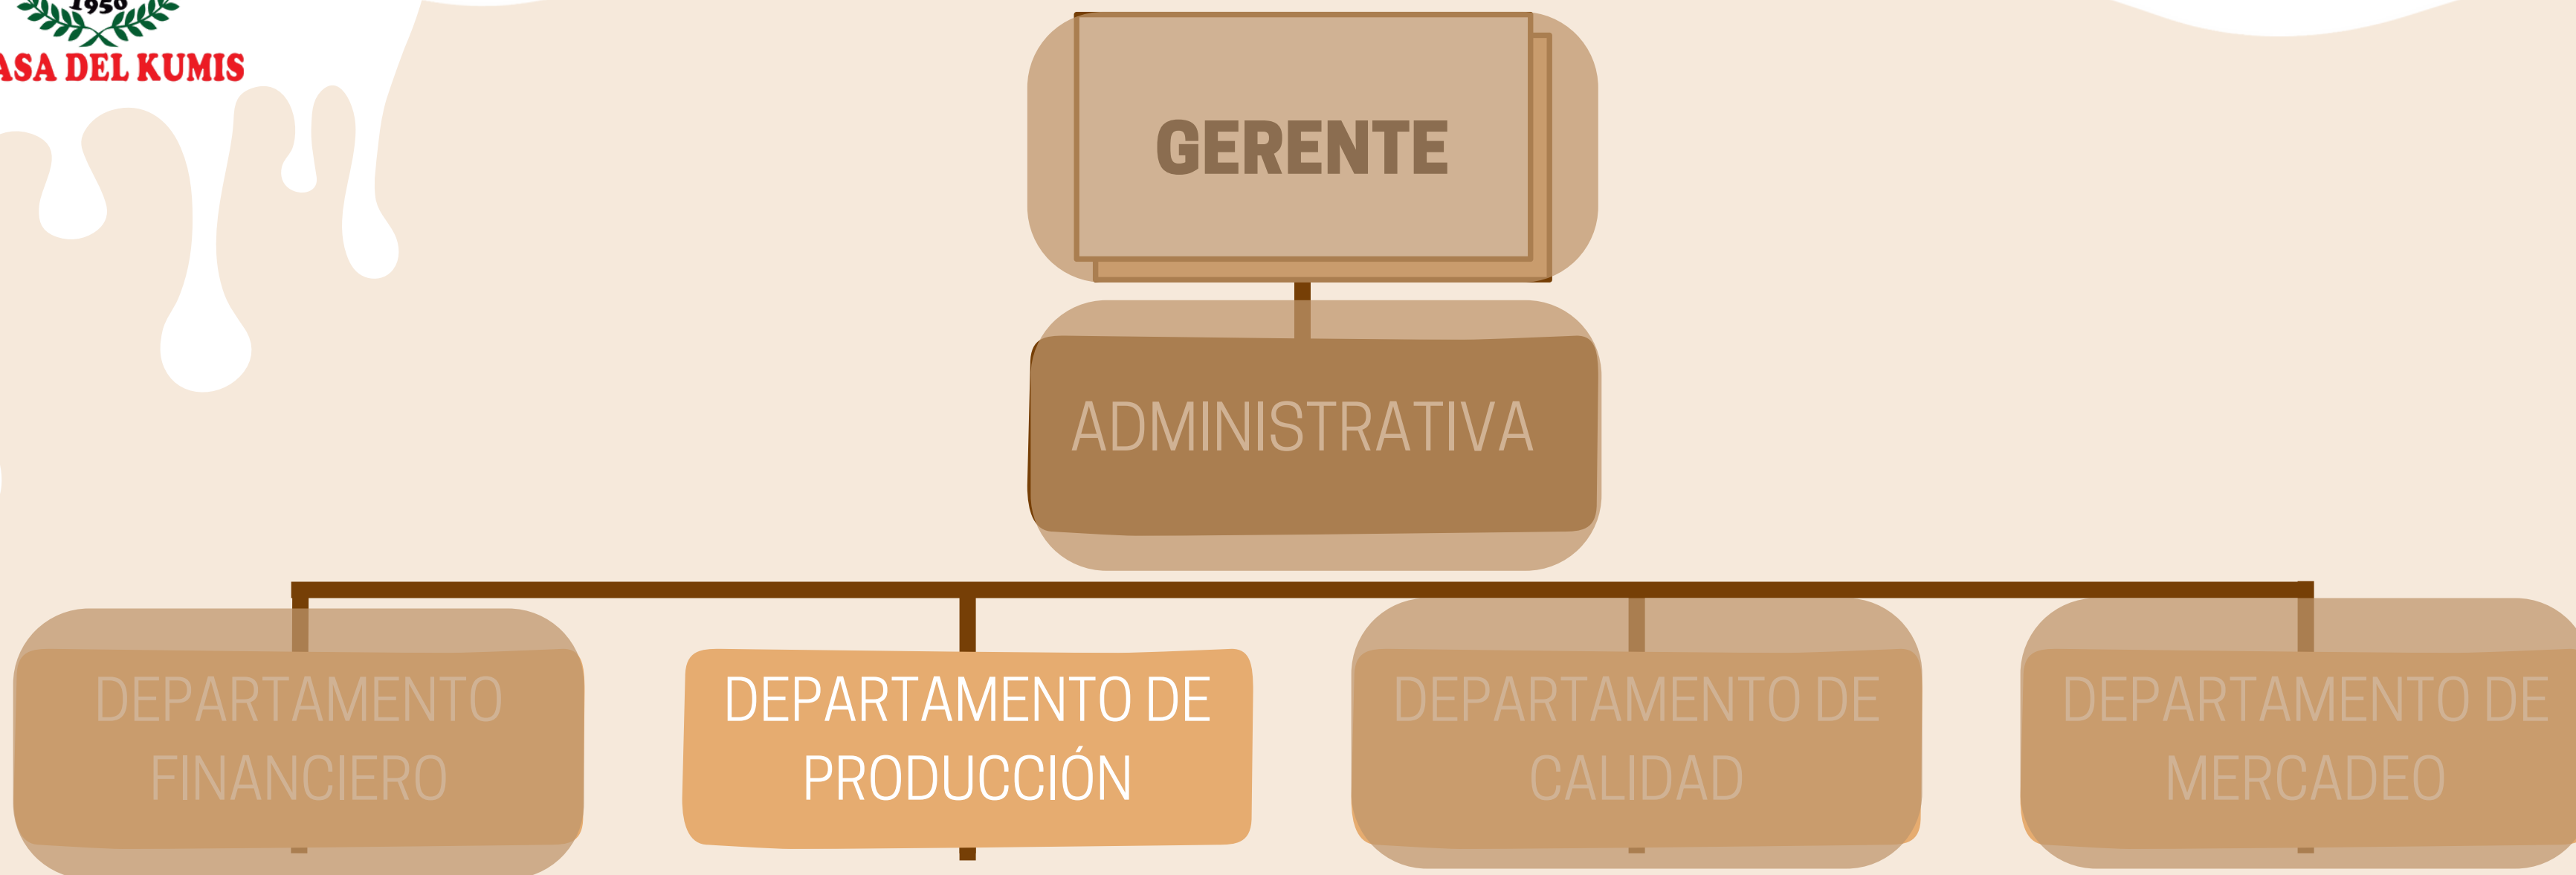 1956
ASA DEL KUMIS
GERENTE
ADMINISTRATIVA
DEPARTAMENTO
FINANCIERO
DEPARTAMENTO DE
PRODUCCIÓN
DEPARTAMENTO DE
CALIDAD
DEPARTAMENTO DE
MERCADEO